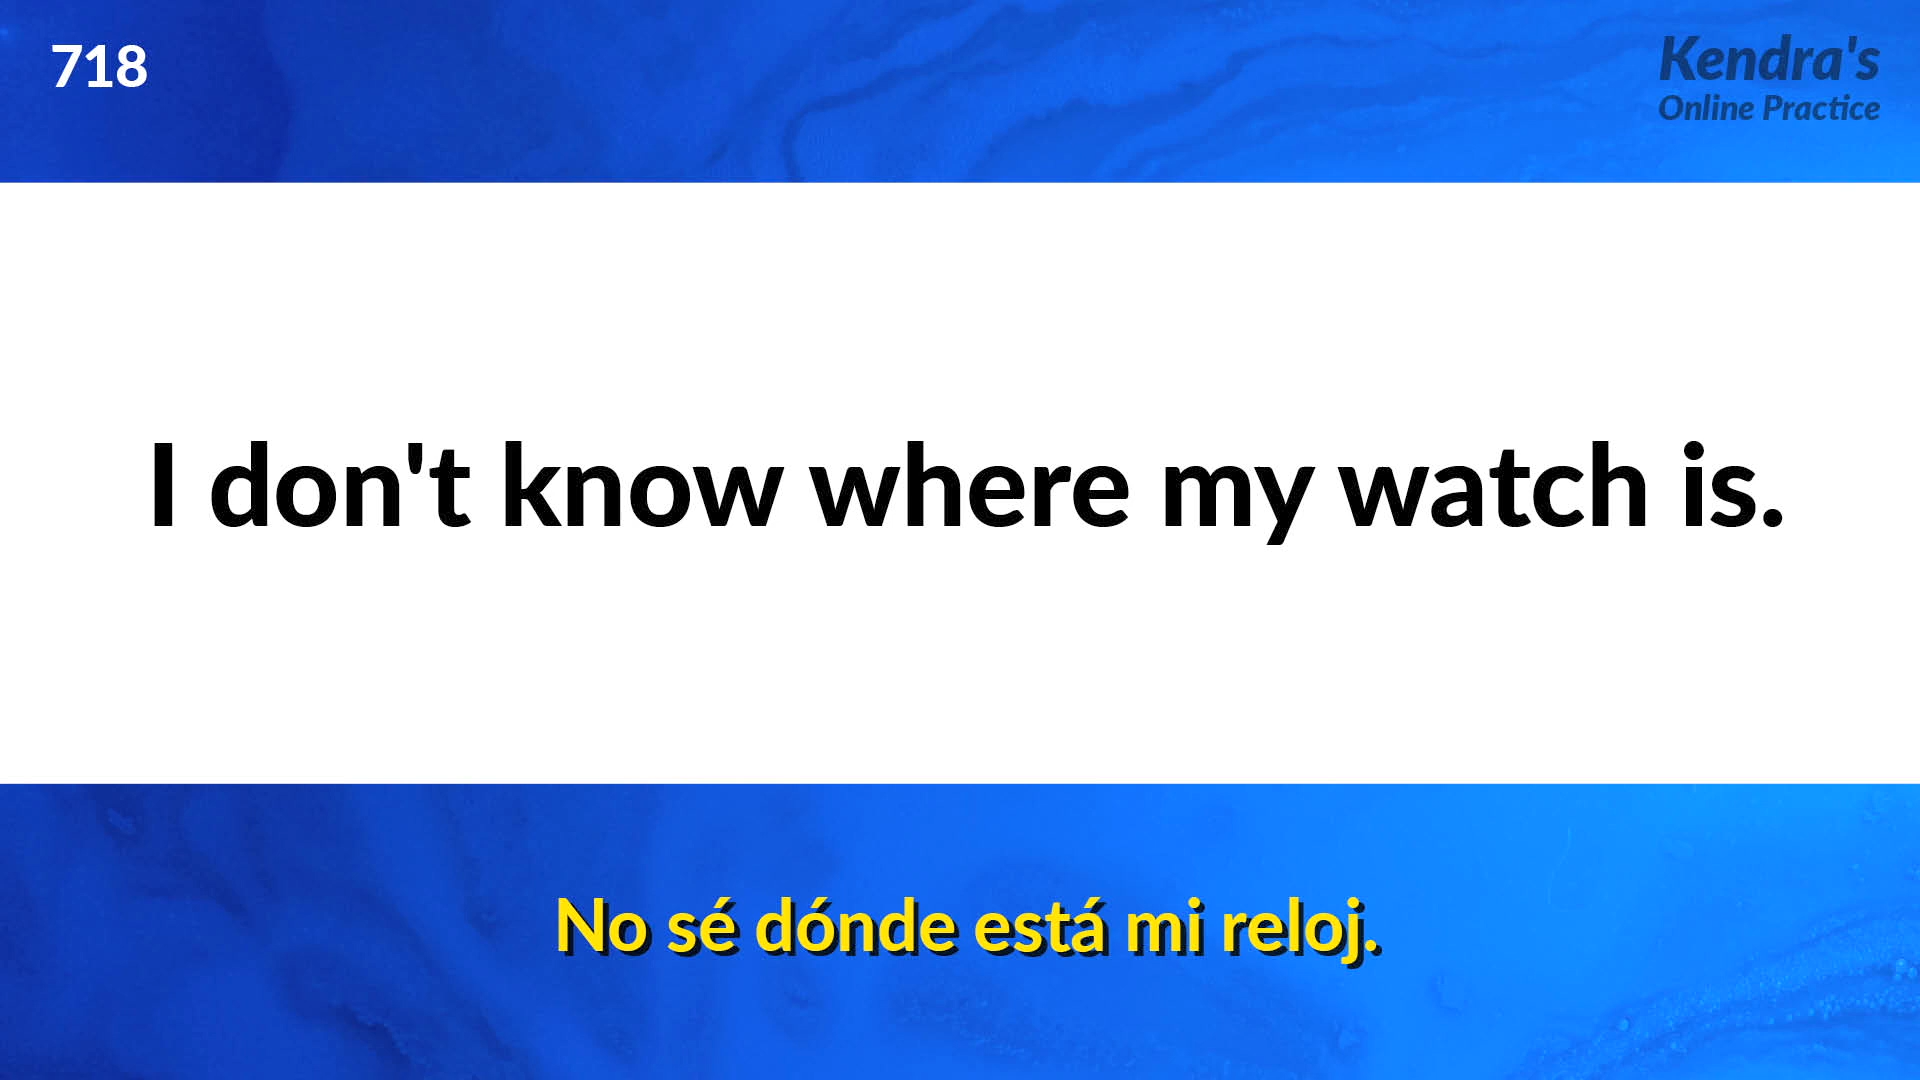 718
Kendra's
Online Practice
I don't know where my watch is.
No sé dónde está mi reloj.